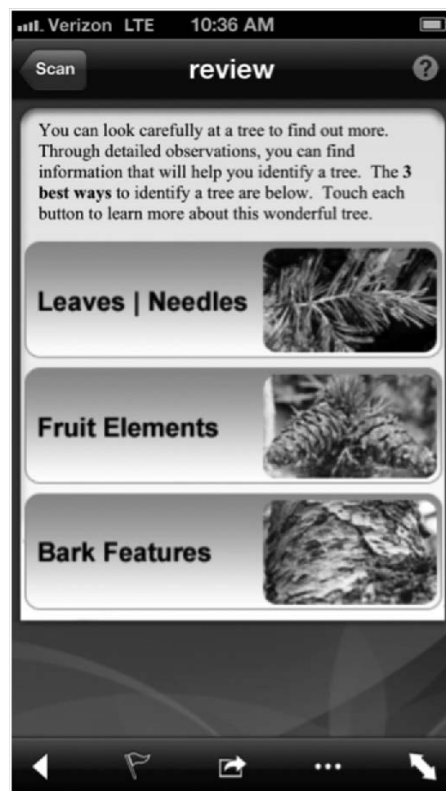 Verizon LTE 10:36 AM
Scan
review
?
You can look carefully at a tree to find out more.
Through detailed observations, you can find
information that will help you identify a tree. The 3
best ways to identify a tree are below. Touch each
button to learn more about this wonderful tree.
Leaves | Needles
Fruit Elements
Bark Features